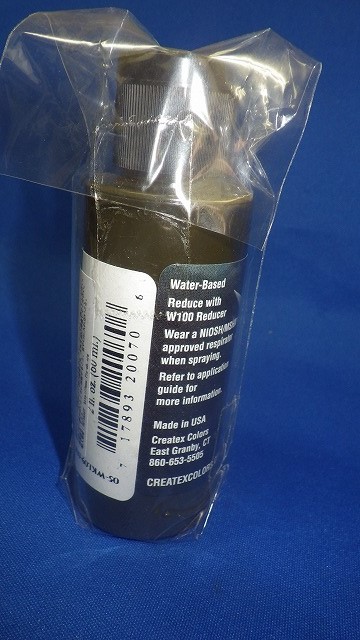 Water-Based
Reduce with
W100 Reducer
Wear a NIOSH/MSHA
approved respirator
when spraying.
Refer to application
guide for
more information.
Made in USA
Createx Colors
East Granby, CT
860-653-5505
CREATEXCOLORS
2 fl. oz. (60 mL)
7 17893 20070 6